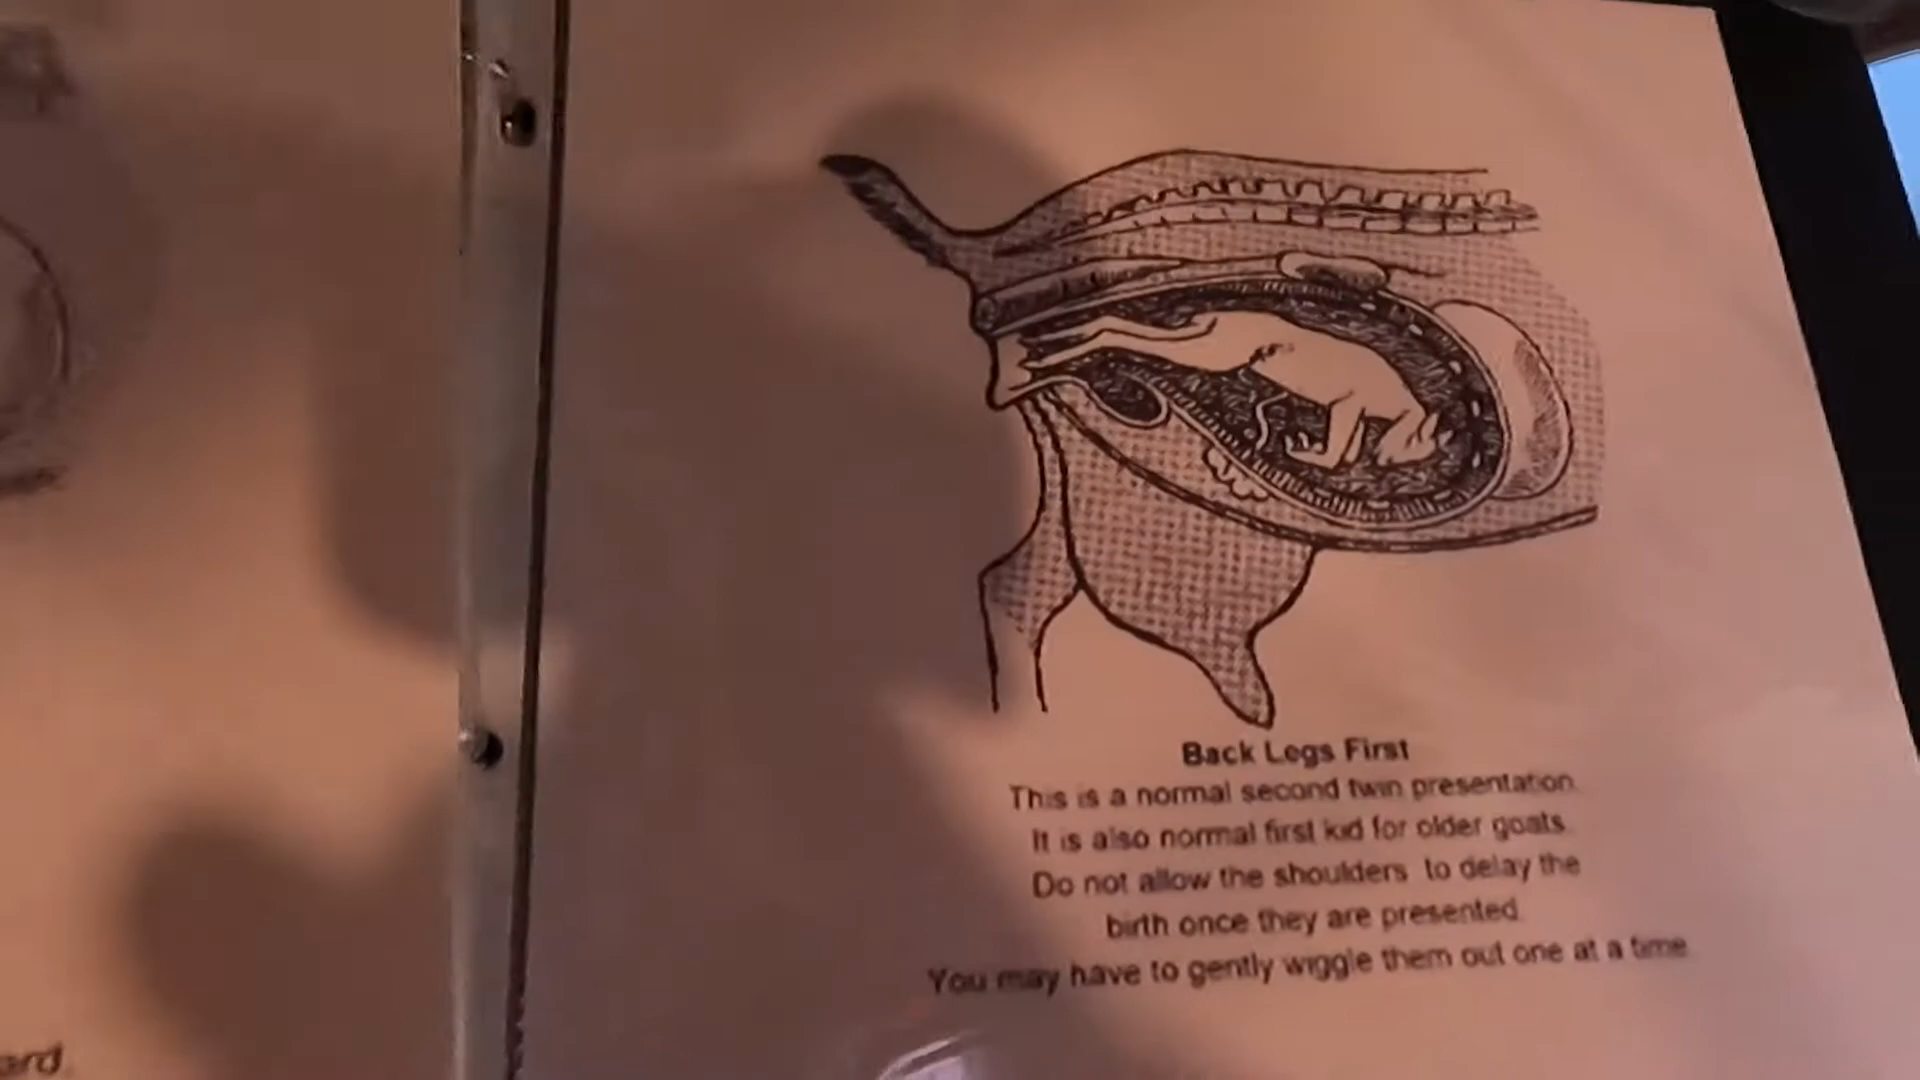 ard.
Back Legs First
This is a normal second twin presentation.
It is also normal first kid for older goats.
Do not allow the shoulders to delay the
birth once they are presented.
You may have to gently wiggle them out one at a time.